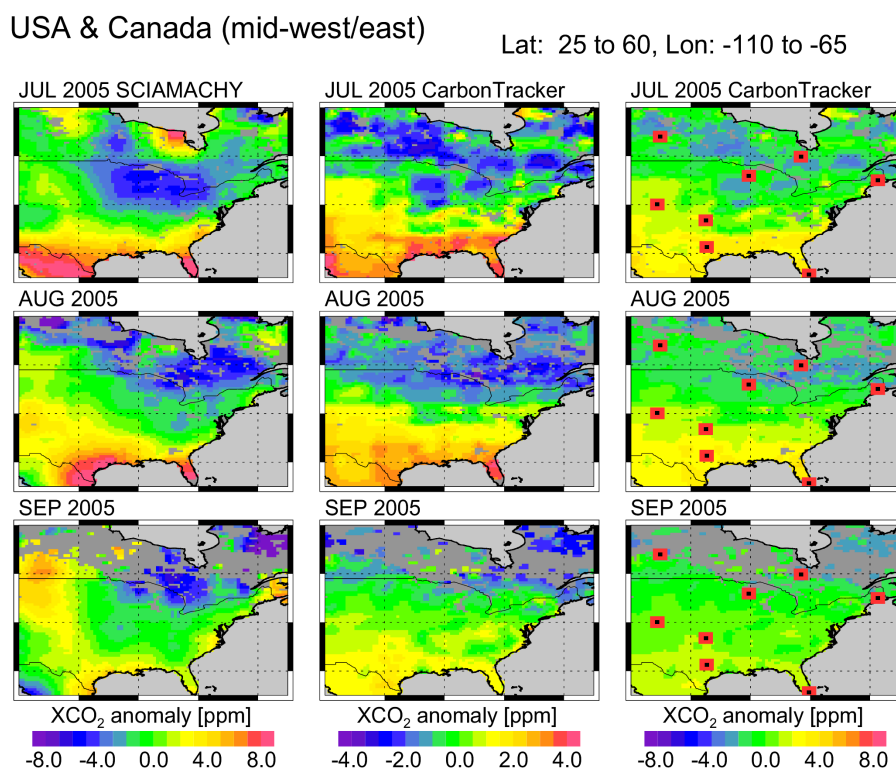 USA & Canada (mid-west/east)
Lat: 25 to 60, Lon: -110 to -65
JUL 2005 SCIAMACHY
JUL 2005 CarbonTracker
JUL 2005 CarbonTracker
AUG 2005
AUG 2005
AUG 2005
SEP 2005
SEP 2005
SEP 2005
XCO₂ anomaly [ppm]
XCO₂ anomaly [ppm]
XCO₂ anomaly [ppm]
-8.0 -4.0 0.0 4.0 8.0
-4.0 -2.0 0.0 2.0 4.0
-8.0 -4.0 0.0 4.0 8.0